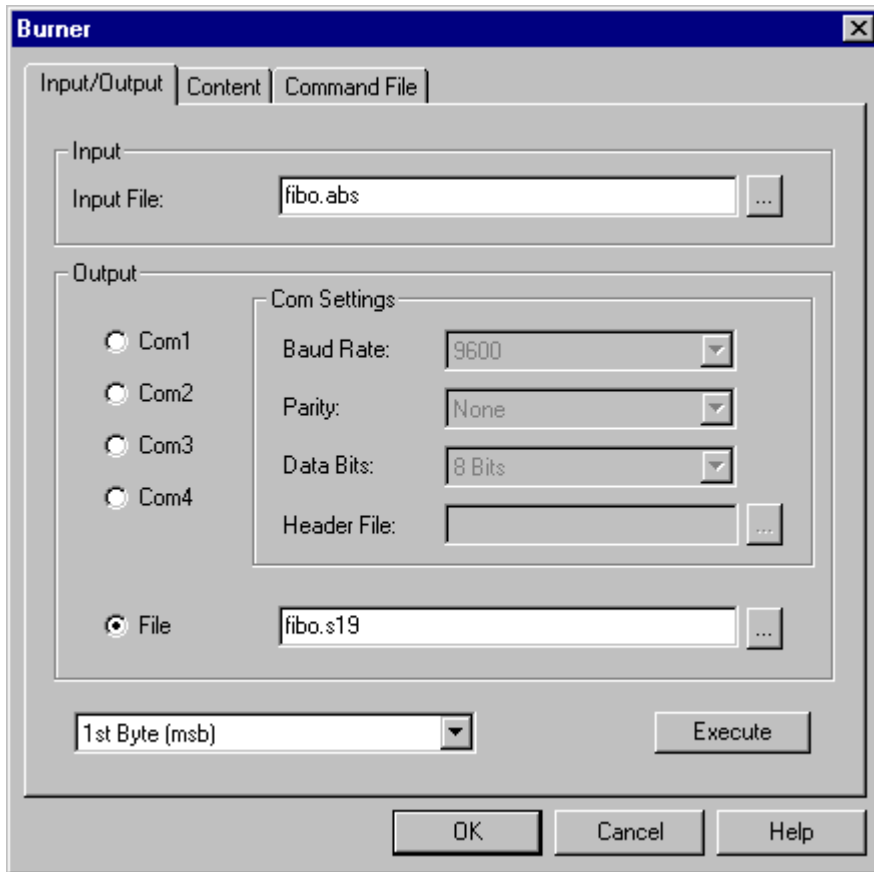 Burner
Input/Output Content Command File
Input
Input File: fibo.abs ...
Output
Com Settings
Com1
Baud Rate: 9600
Com2
Parity: None
Com3
Data Bits: 8 Bits
Com4
Header File: ...
File fibo.s19 ...
1st Byte (msb) Execute
OK Cancel Help